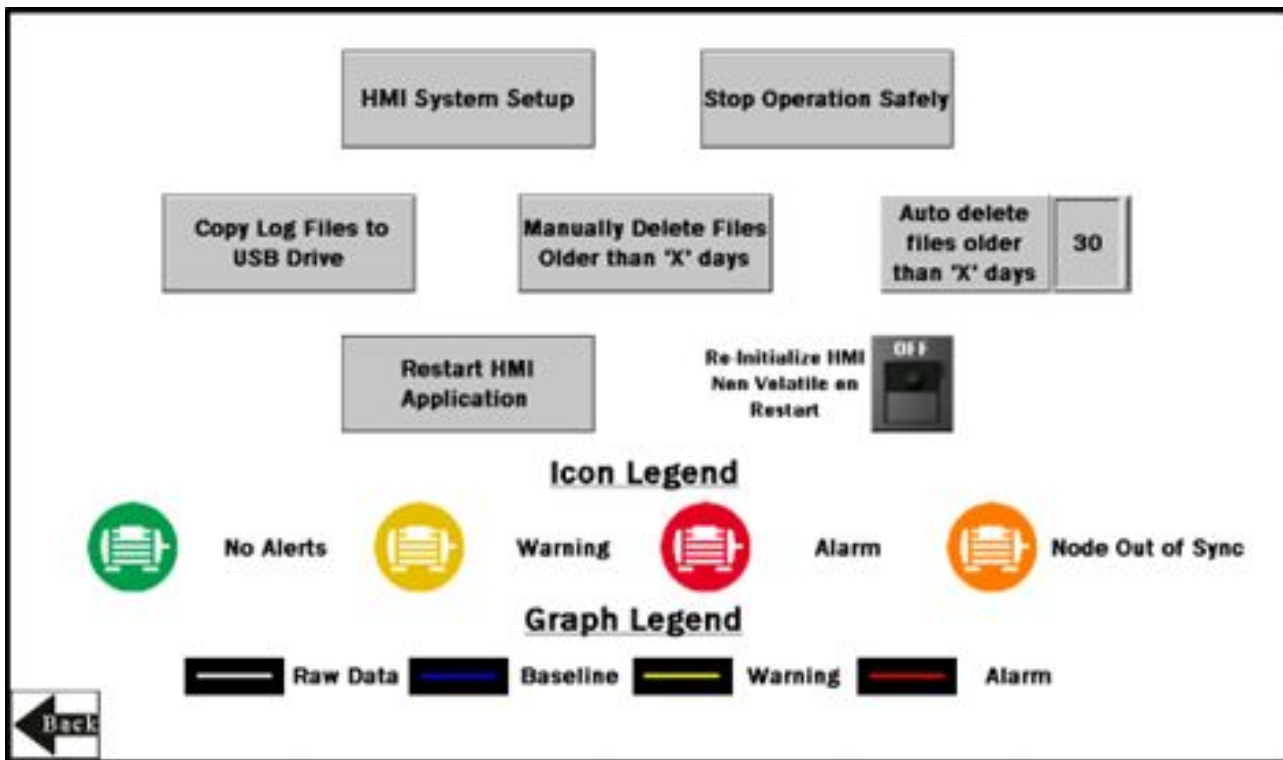 HMI System Setup
Stop Operation Safely
Copy Log Files to
USB Drive
Manually Delete Files
Older than 'X' days
Auto delete
files older
than 'X' days
30
Restart HMI
Application
Re-Initialize HMI
Non Volatile on
Restart
OFF
Icon Legend
No Alerts
Warning
Alarm
Node Out of Sync
Graph Legend
Raw Data
Baseline
Warning
Alarm
Back